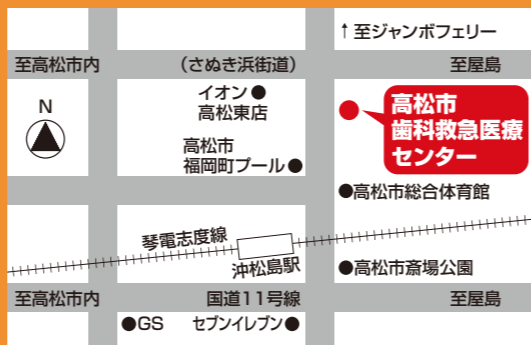 ↑至ジャンボフェリー
至高松市内 (さぬき浜街道) 至屋島
イオン●
高松東店
高松市
歯科救急医療
センター
N
高松市
福岡町プール●
●高松市総合体育館
琴電志度線
沖松島駅
●高松市斎場公園
至高松市内 国道11号線 至屋島
●GS セブンイレブン●